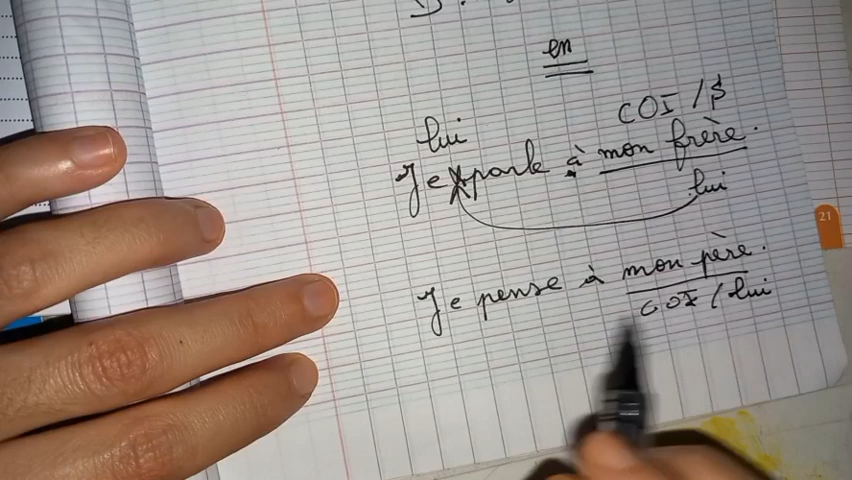 en
COI / S
lui
Je parle à mon frère.
lui
Je pense à mon père.
COI / lui
21